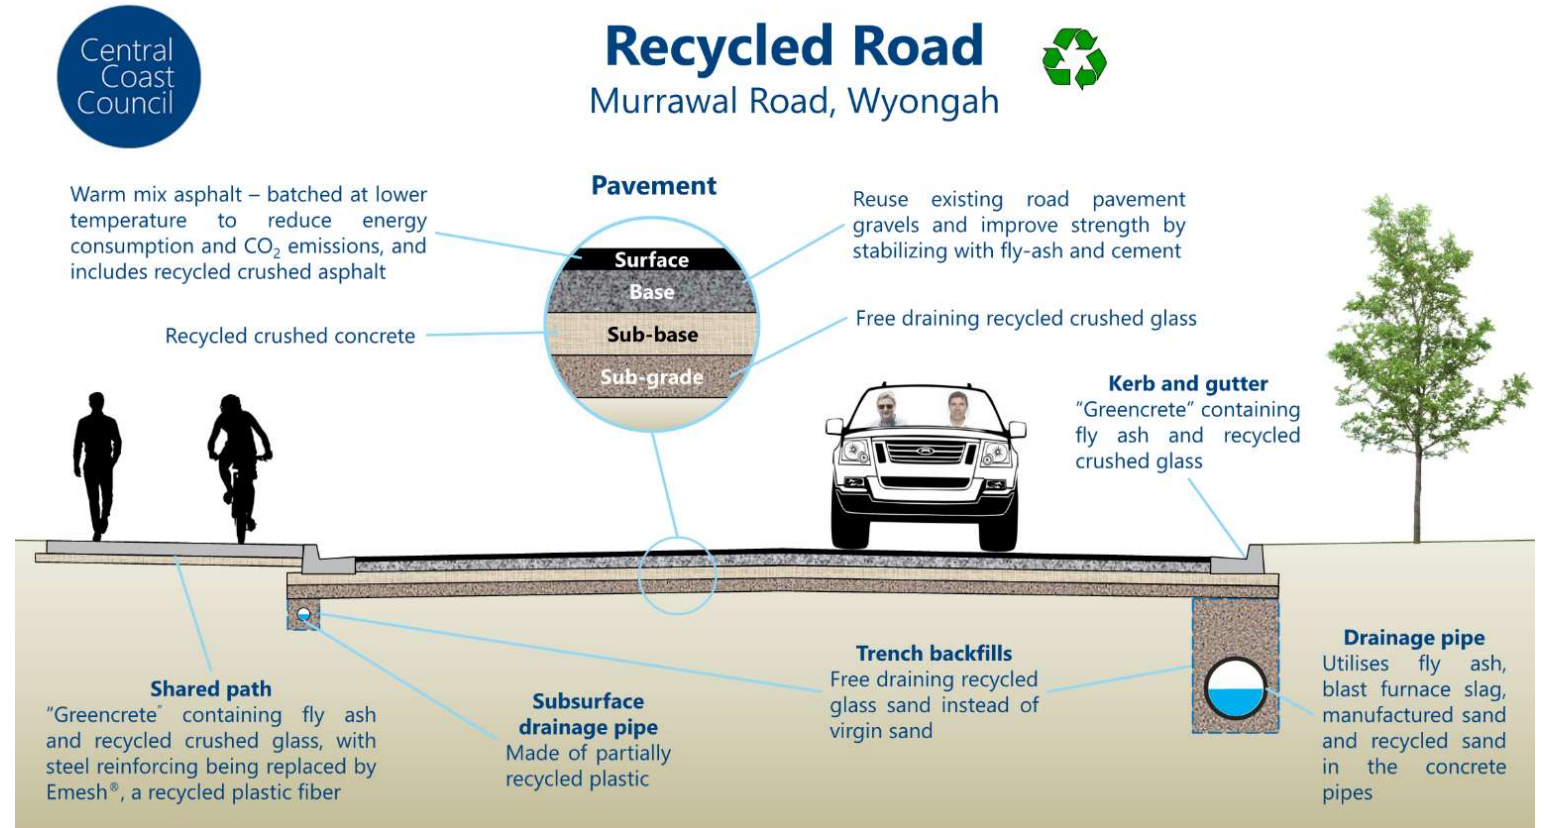 Central
Coast
Council
Recycled Road
Murrawal Road, Wyongah
Pavement
Warm mix asphalt – batched at lower
temperature to reduce energy
consumption and CO₂ emissions, and
includes recycled crushed asphalt
Recycled crushed concrete
Surface
Base
Sub-base
Sub-grade
Reuse existing road pavement
gravels and improve strength by
stabilizing with fly-ash and cement
Free draining recycled crushed glass
Kerb and gutter
“Greencrete” containing
fly ash and recycled
crushed glass
Shared path
“Greencrete” containing fly ash
and recycled crushed glass, with
steel reinforcing being replaced by
Emesh®, a recycled plastic fiber
Subsurface
drainage pipe
Made of partially
recycled plastic
Trench backfills
Free draining recycled
glass sand instead of
virgin sand
Drainage pipe
Utilises fly ash,
blast furnace slag,
manufactured sand
and recycled sand
in the concrete
pipes